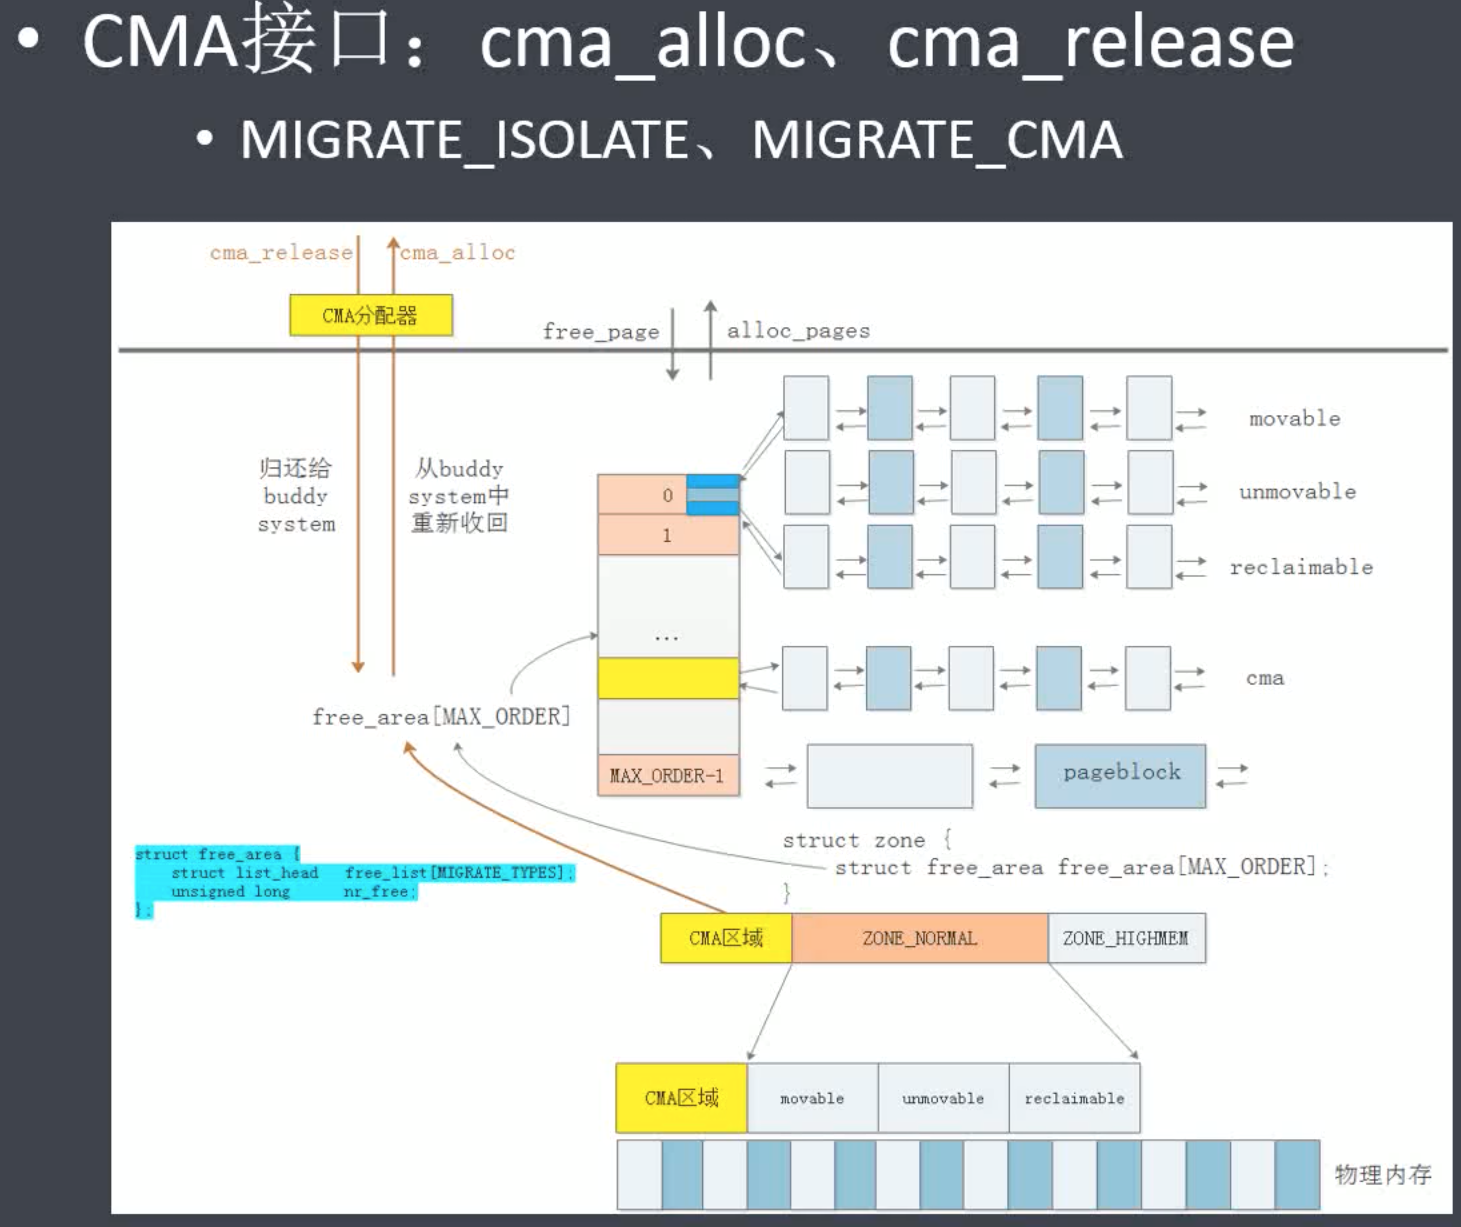 • CMA接口：cma_alloc、cma_release
• MIGRATE_ISOLATE、MIGRATE_CMA
cma_release
cma_alloc
CMA分配器
free_page
alloc_pages
归还给
buddy
system
从buddy
system中
重新收回
0
1
...
MAX_ORDER-1
movable
unmovable
reclaimable
cma
pageblock
free_area[MAX_ORDER]
struct zone {
struct free_area free_area[MAX_ORDER];
}
struct free_area {
struct list_head free_list[MIGRATE_TYPES];
unsigned long nr_free;
};
CMA区域
ZONE_NORMAL
ZONE_HIGHMEM
CMA区域
movable
unmovable
reclaimable
物理内存